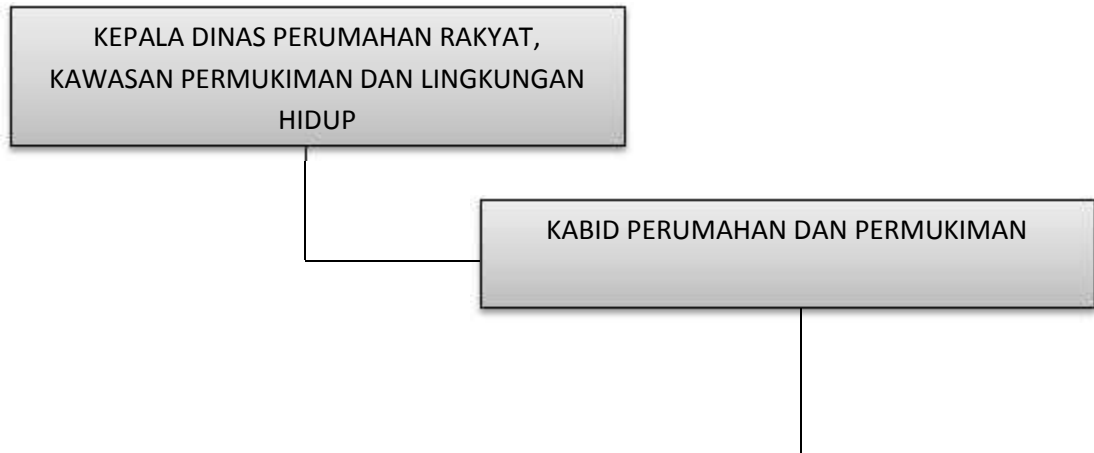 KEPALA DINAS PERUMAHAN RAKYAT,
KAWASAN PERMUKIMAN DAN LINGKUNGAN
HIDUP
KABID PERUMAHAN DAN PERMUKIMAN